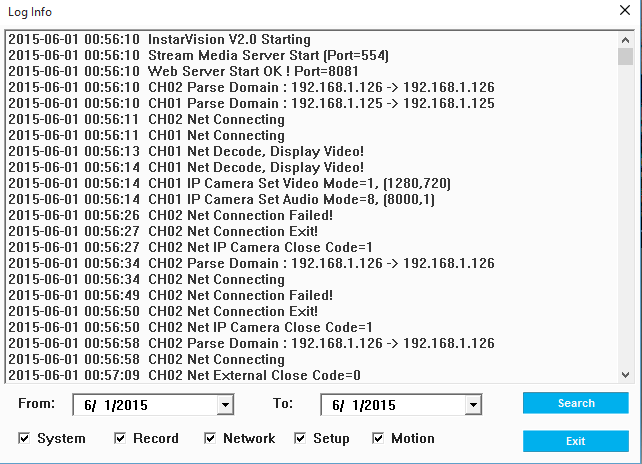 Log Info
2015-06-01 00:56:10 InstarVision V2.0 Starting
2015-06-01 00:56:10 Stream Media Server Start (Port=554)
2015-06-01 00:56:10 Web Server Start OK ! Port=8081
2015-06-01 00:56:10 CH02 Parse Domain : 192.168.1.126 -> 192.168.1.126
2015-06-01 00:56:10 CH01 Parse Domain : 192.168.1.125 -> 192.168.1.125
2015-06-01 00:56:11 CH02 Net Connecting
2015-06-01 00:56:11 CH01 Net Connecting
2015-06-01 00:56:13 CH01 Net Decode, Display Video!
2015-06-01 00:56:14 CH01 Net Decode, Display Video!
2015-06-01 00:56:14 CH01 IP Camera Set Video Mode=1, (1280,720)
2015-06-01 00:56:14 CH01 IP Camera Set Audio Mode=8, (8000,1)
2015-06-01 00:56:26 CH02 Net Connection Failed!
2015-06-01 00:56:27 CH02 Net Connection Exit!
2015-06-01 00:56:27 CH02 Net IP Camera Close Code=1
2015-06-01 00:56:34 CH02 Parse Domain : 192.168.1.126 -> 192.168.1.126
2015-06-01 00:56:34 CH02 Net Connecting
2015-06-01 00:56:49 CH02 Net Connection Failed!
2015-06-01 00:56:50 CH02 Net Connection Exit!
2015-06-01 00:56:50 CH02 Net IP Camera Close Code=1
2015-06-01 00:56:58 CH02 Parse Domain : 192.168.1.126 -> 192.168.1.126
2015-06-01 00:56:58 CH02 Net Connecting
2015-06-01 00:57:09 CH02 Net External Close Code=0
From: 6/ 1/2015 To: 6/ 1/2015 Search
System Record Network Setup Motion Exit